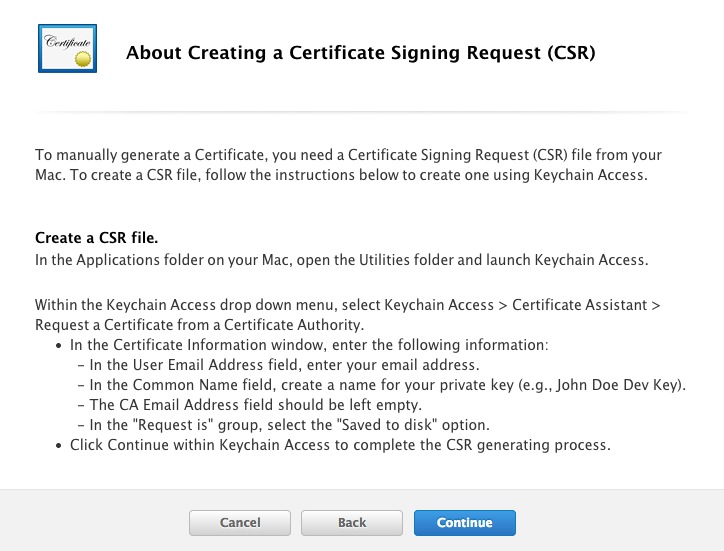 Certificate
About Creating a Certificate Signing Request (CSR)
To manually generate a Certificate, you need a Certificate Signing Request (CSR) file from your
Mac. To create a CSR file, follow the instructions below to create one using Keychain Access.
Create a CSR file.
In the Applications folder on your Mac, open the Utilities folder and launch Keychain Access.
Within the Keychain Access drop down menu, select Keychain Access > Certificate Assistant >
Request a Certificate from a Certificate Authority.
• In the Certificate Information window, enter the following information:
– In the User Email Address field, enter your email address.
– In the Common Name field, create a name for your private key (e.g., John Doe Dev Key).
– The CA Email Address field should be left empty.
– In the "Request is" group, select the "Saved to disk" option.
• Click Continue within Keychain Access to complete the CSR generating process.
Cancel Back Continue